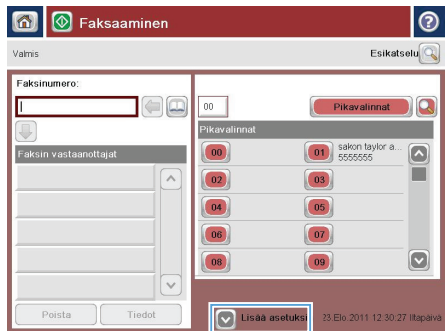 Faksaaminen
Valmis
Esikatselu
Faksinumero:
Faksin vastaanottajat
Poista
Tiedot
00
Pikavalinnat
Pikavalinnat
00
01 sakon taylor a...
5555555
02
03
04
05
06
07
08
09
Lisää asetuksi
23.Elo.2011 12:30:27 Iltapäivä